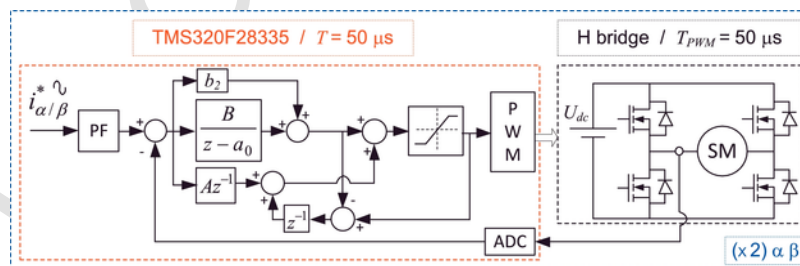 TMS320F28335 / T = 50 μs
H bridge / T_PWM = 50 μs
i*α/β
PF
+
-
b₂
B
z − a₀
Az⁻¹
+
+
+
+
z⁻¹
+
+
-
+
P
W
M
ADC
U_dc
SM
(x 2) α β